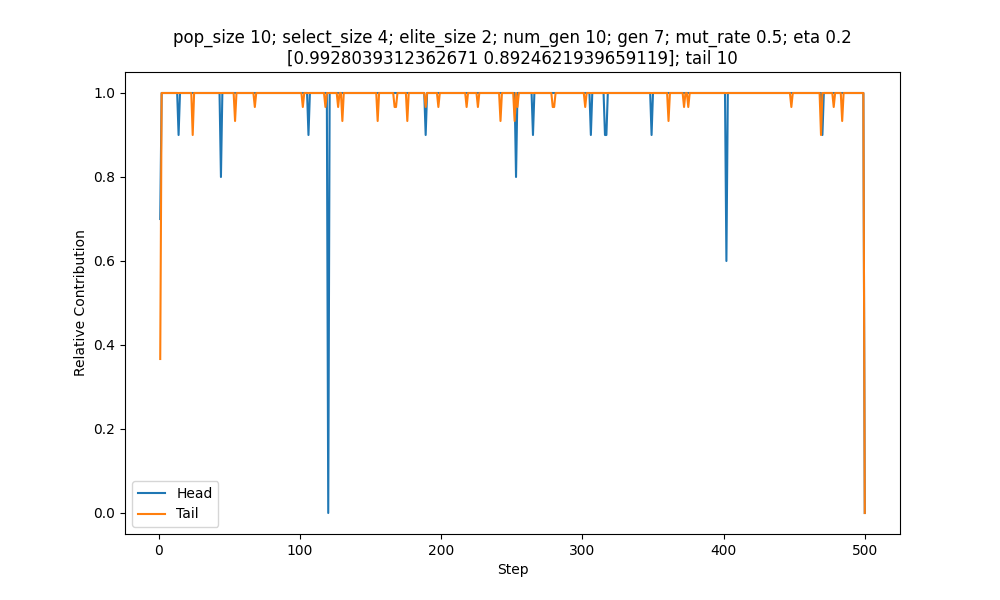 pop_size 10; select_size 4; elite_size 2; num_gen 10; gen 7; mut_rate 0.5; eta 0.2
[0.9928039312362671 0.8924621939659119]; tail 10
1.0
0.8
0.6
0.4
0.2
0.0
Relative Contribution
Head
Tail
0
100
200
300
400
500
Step